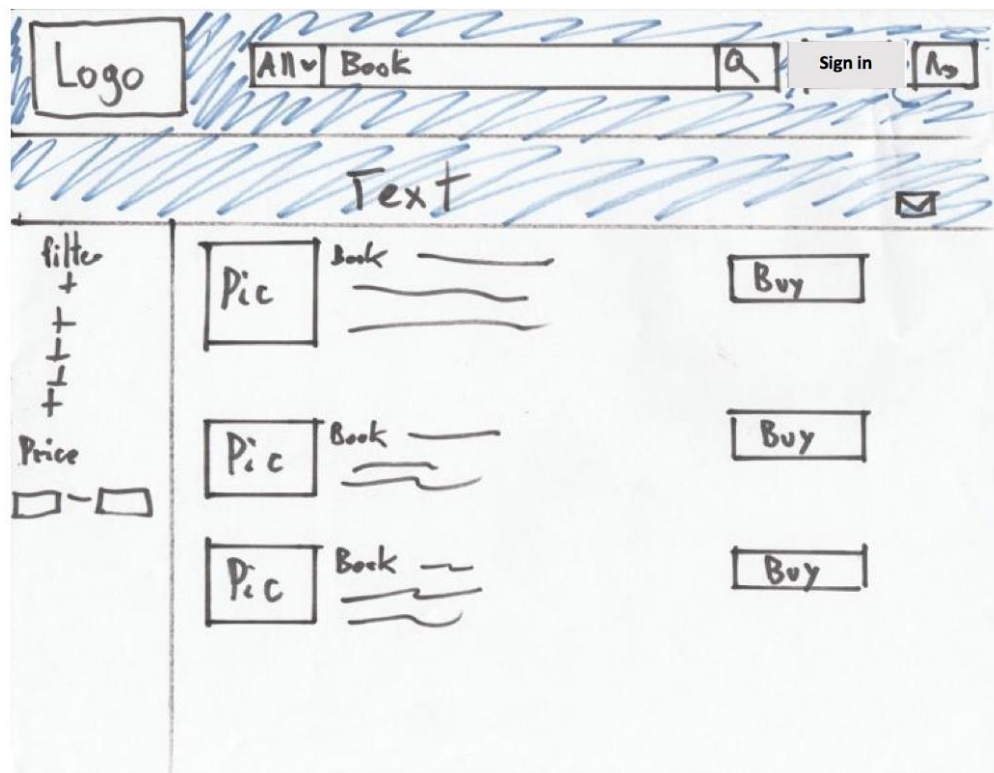 Logo
All Book
Sign in
Text
filter
+
+
+
+
+
Price
-
Pic
Book
Buy
Pic
Book
Buy
Pic
Book
Buy